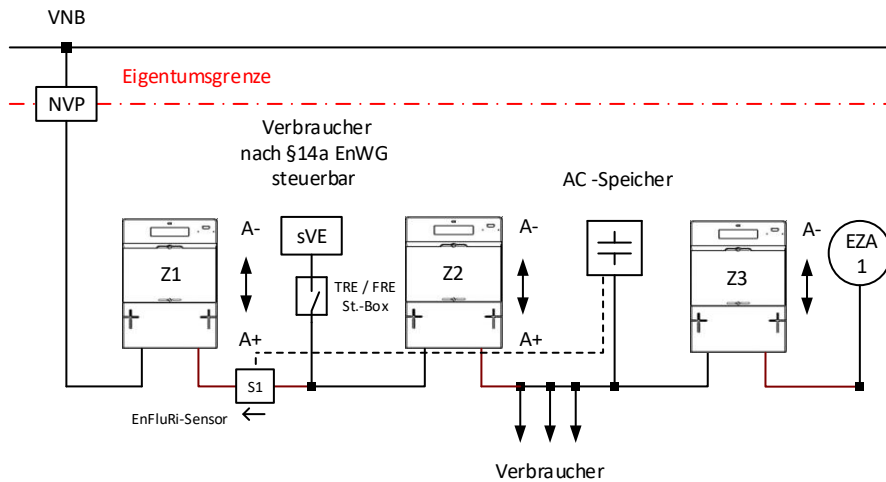 VNB
Eigentumsgrenze
NVP
Verbraucher
nach §14a EnWG
steuerbar
AC -Speicher
A-
sVE
A-
A-
EZA
1
Z1
Z2
Z3
TRE / FRE
St.-Box
A+
A+
S1
EnFluRi-Sensor
Verbraucher